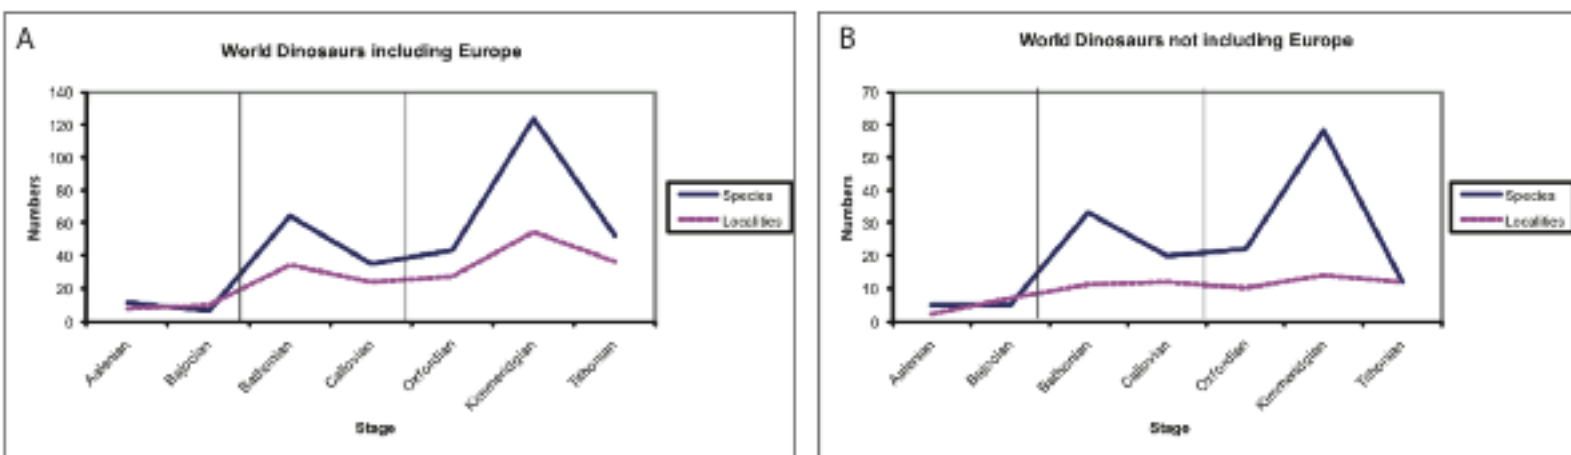 A
World Dinosaurs including Europe
140
120
100
80
60
40
20
0
Numbers
Species
Localities
Aalenian
Bajocian
Bathonian
Callovian
Oxfordian
Kimmeridgian
Tithonian
Stage
B
World Dinosaurs not including Europe
70
60
50
40
30
20
10
0
Numbers
Species
Localities
Aalenian
Bajocian
Bathonian
Callovian
Oxfordian
Kimmeridgian
Tithonian
Stage